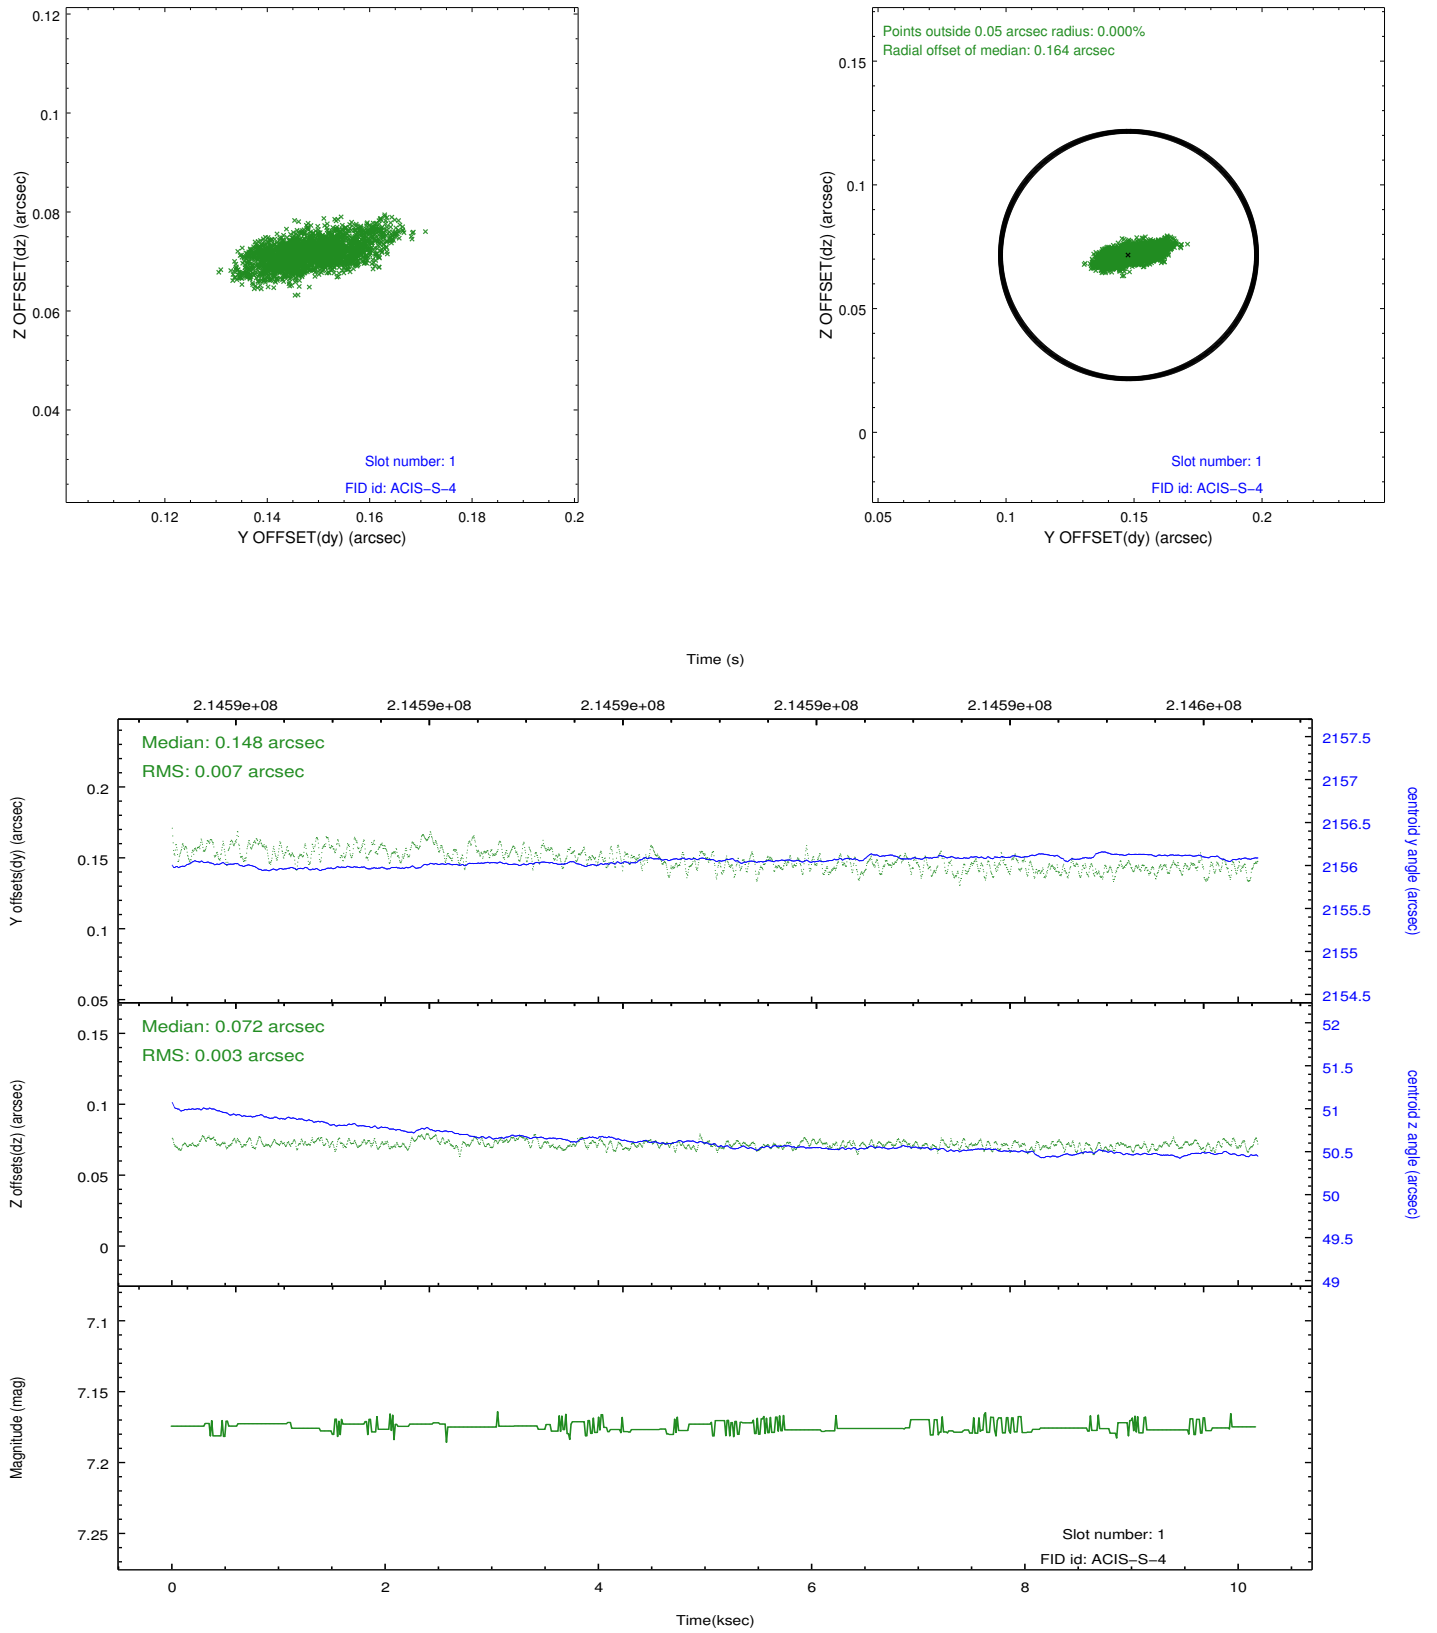 0.12
0.1
0.08
0.06
0.04
Z OFFSET(dz) (arcsec)
Slot number: 1
FID id: ACIS−S−4
0.12 0.14 0.16 0.18 0.2
Y OFFSET(dy) (arcsec)
Points outside 0.05 arcsec radius: 0.000%
Radial offset of median: 0.164 arcsec
0.15
0.1
0.05
0
Z OFFSET(dz) (arcsec)
Slot number: 1
FID id: ACIS−S−4
0.05 0.1 0.15 0.2
Y OFFSET(dy) (arcsec)
Time (s)
2.1459e+08 2.1459e+08 2.1459e+08 2.1459e+08 2.1459e+08 2.146e+08
Median: 0.148 arcsec
RMS: 0.007 arcsec
0.2
0.15
0.1
0.05
Y offsets(dy) (arcsec)
2157.5
2157
2156.5
2156
2155.5
2155
2154.5
centroid y angle (arcsec)
Median: 0.072 arcsec
RMS: 0.003 arcsec
0.15
0.1
0.05
0
Z offsets(dz) (arcsec)
52
51.5
51
50.5
50
49.5
49
centroid z angle (arcsec)
7.1
7.15
7.2
7.25
Magnitude (mag)
Slot number: 1
FID id: ACIS−S−4
0 2 4 6 8 10
Time(ksec)